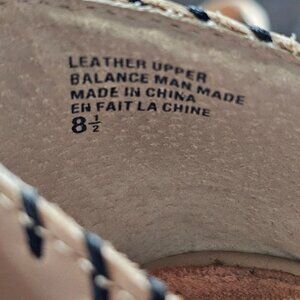 LEATHER UPPER
BALANCE MAN MADE
MADE IN CHINA
EN FAIT LA CHINE
8½